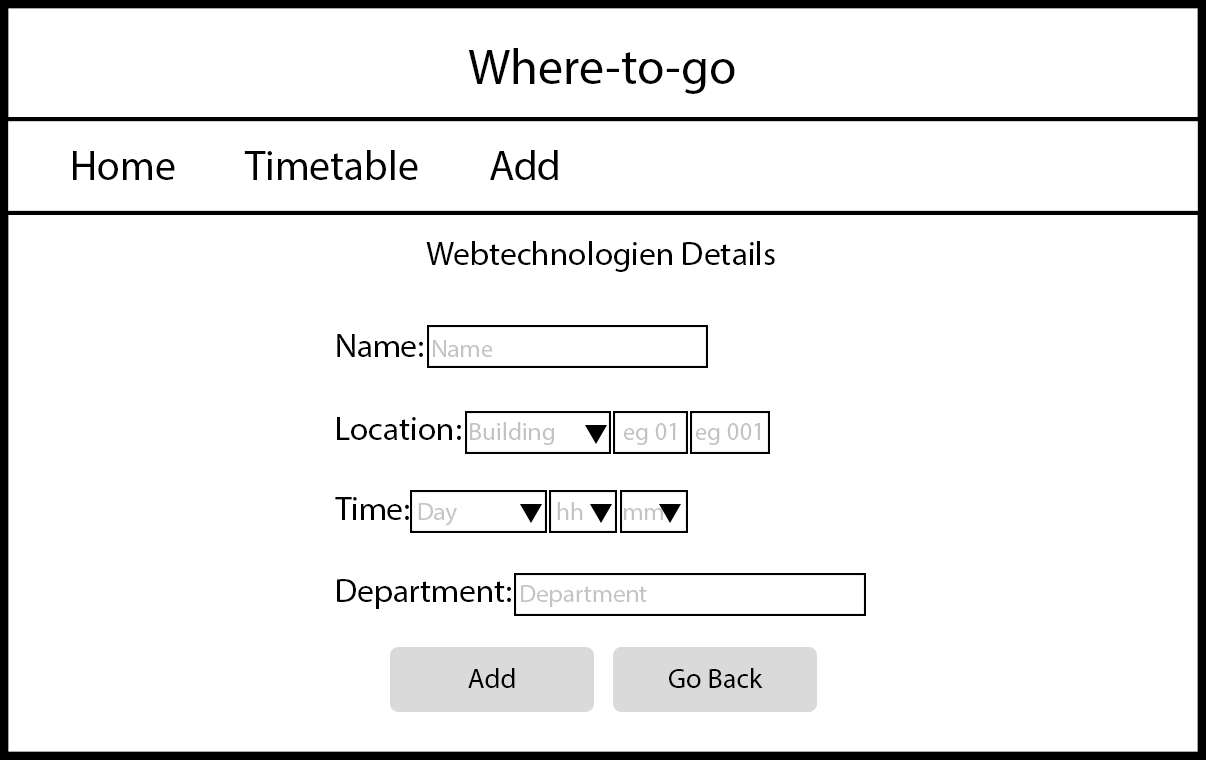 Where-to-go
Home Timetable Add
Webtechnologien Details
Name: Name
Location: Building eg 01 eg 001
Time: Day hh mm
Department: Department
Add Go Back